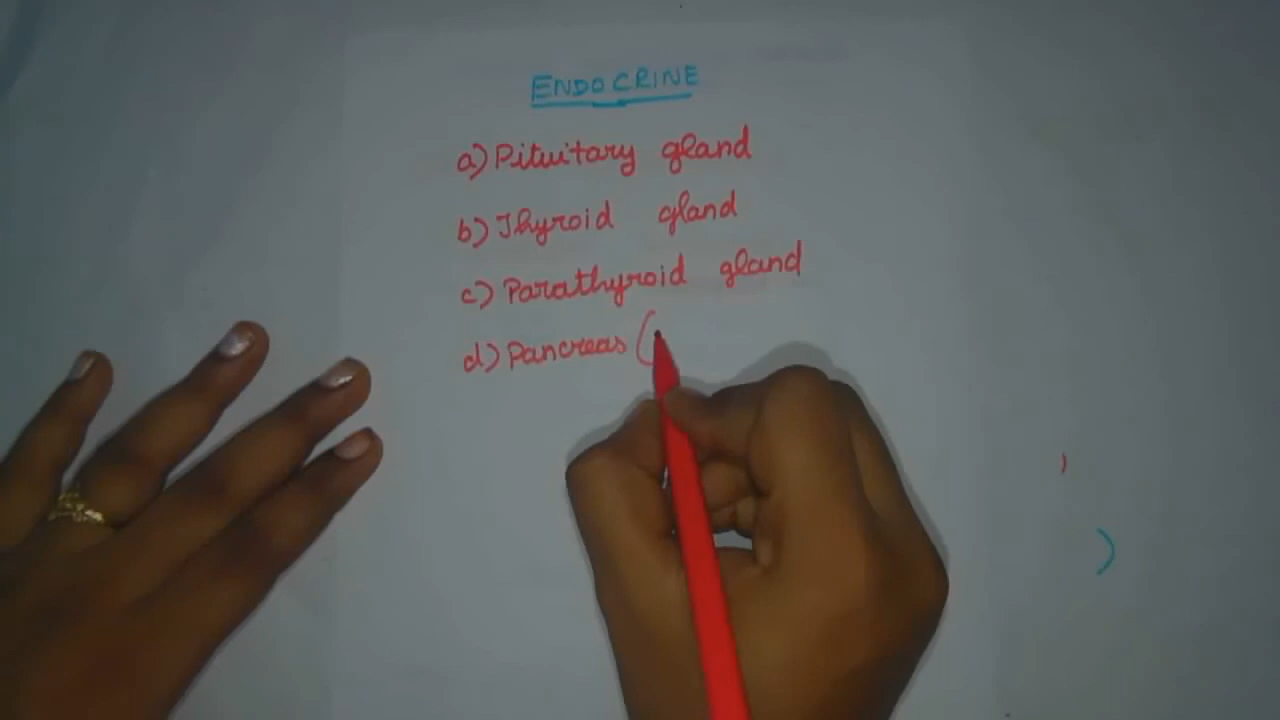 ENDOCRINE
a) Pituitary gland
b) Thyroid gland
c) Parathyroid gland
d) Pancreas (